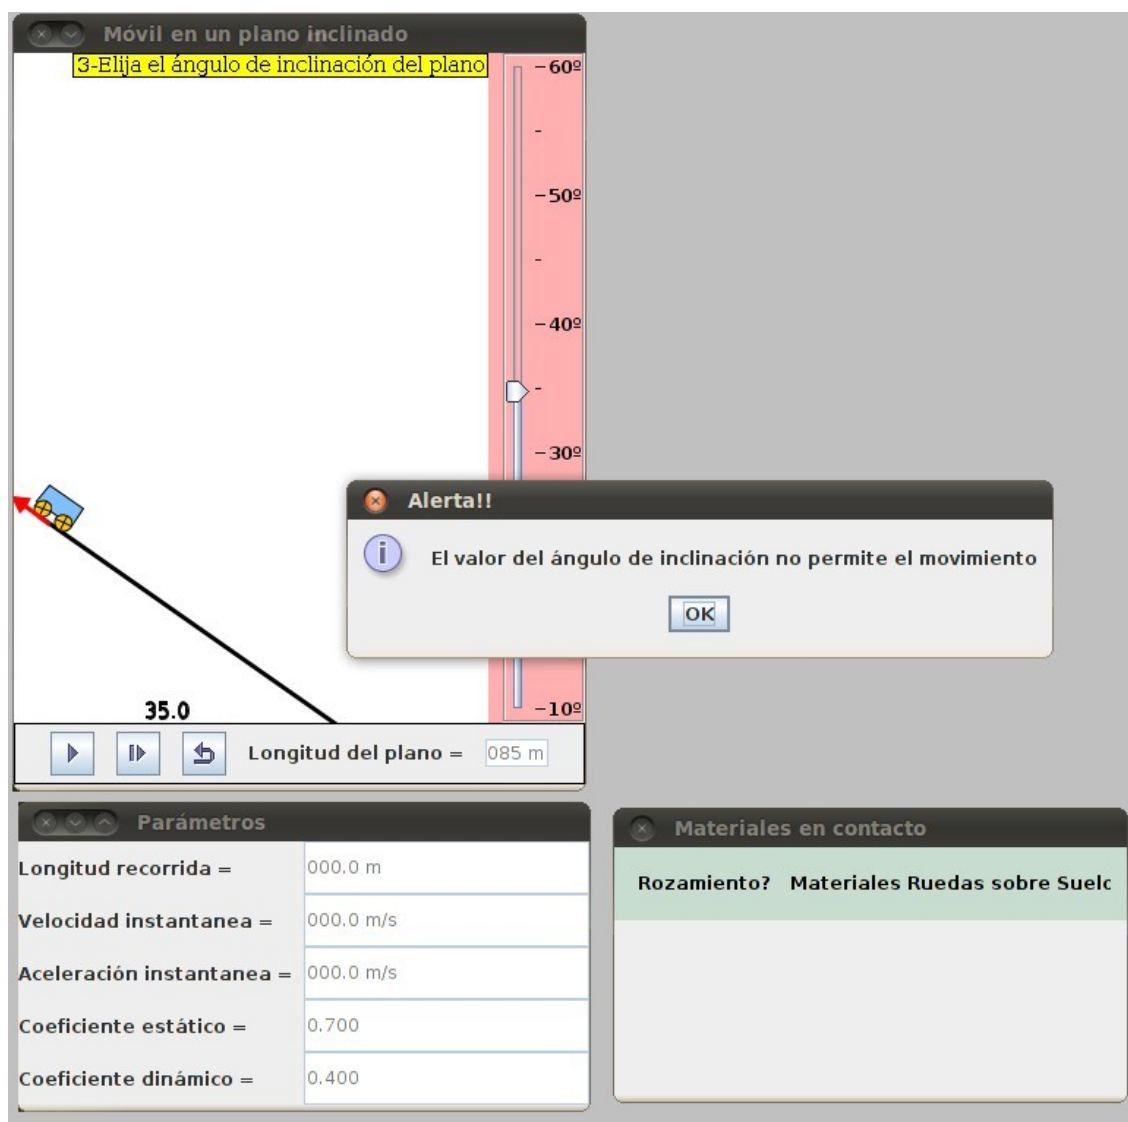 Móvil en un plano inclinado
3-Elija el ángulo de inclinación del plano
−60º
-
−50º
-
−40º
-
−30º
Alerta!!
El valor del ángulo de inclinación no permite el movimiento
OK
35.0
−10º
Longitud del plano = 085 m
Parámetros
Longitud recorrida = 000.0 m
Velocidad instantanea = 000.0 m/s
Aceleración instantanea = 000.0 m/s
Coeficiente estático = 0.700
Coeficiente dinámico = 0.400
Materiales en contacto
Rozamiento? Materiales Ruedas sobre Suelc